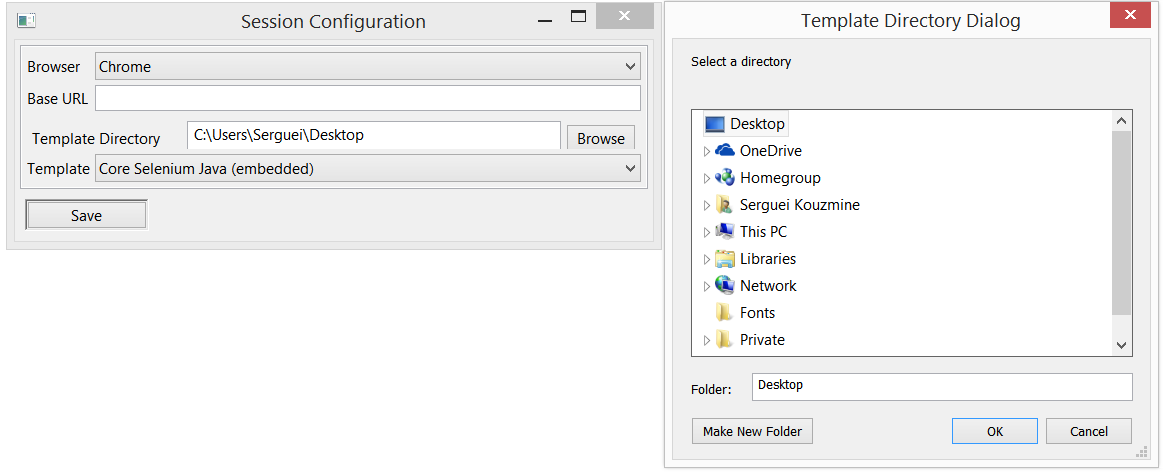 Session Configuration
Browser Chrome
Base URL
Template Directory C:\Users\Serguei\Desktop Browse
Template Core Selenium Java (embedded)
Save
Template Directory Dialog
Select a directory
Desktop
OneDrive
Homegroup
Serguei Kouzmine
This PC
Libraries
Network
Fonts
Private
Folder: Desktop
Make New Folder OK Cancel